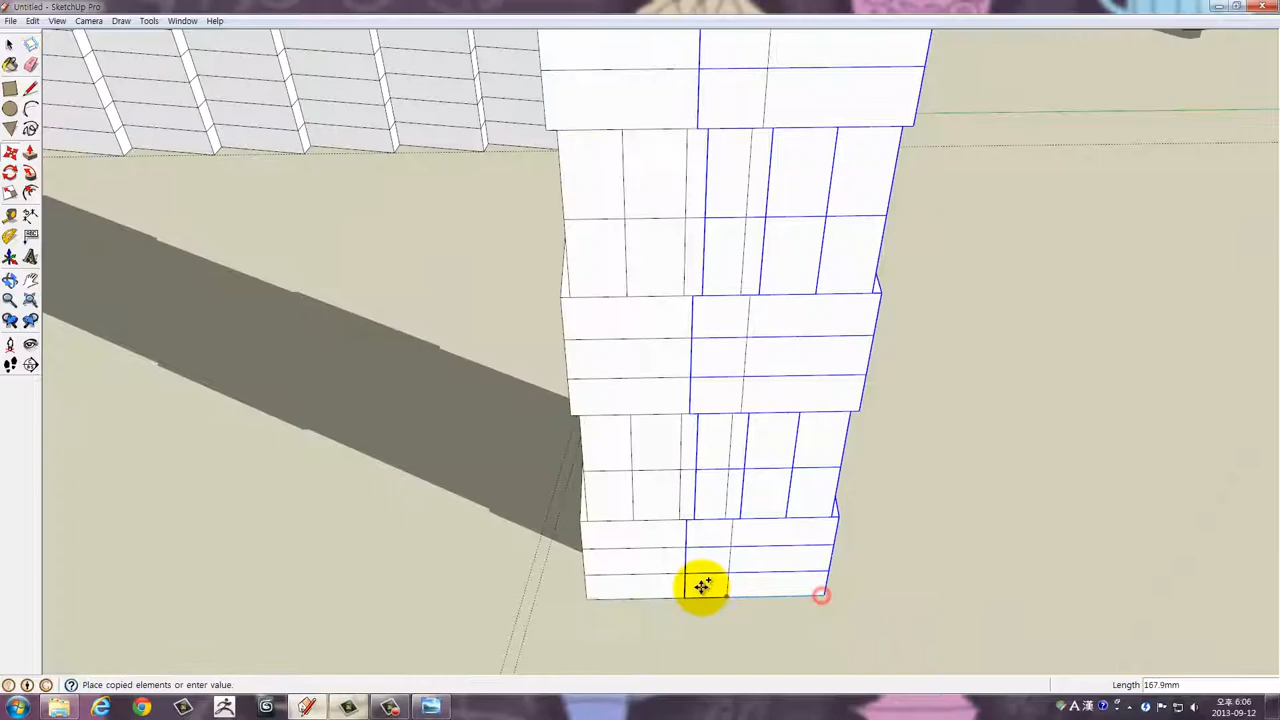 Untitled - SketchUp Pro
File Edit View Camera Draw Tools Window Help
Place copied elements or enter value.
Length 167.9mm
A 漢
오후 6:06
2013-09-12